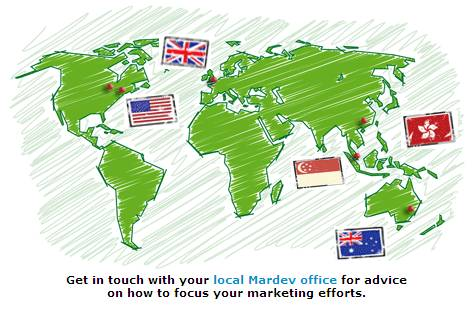 Get in touch with your local Mardev office for advice
on how to focus your marketing efforts.